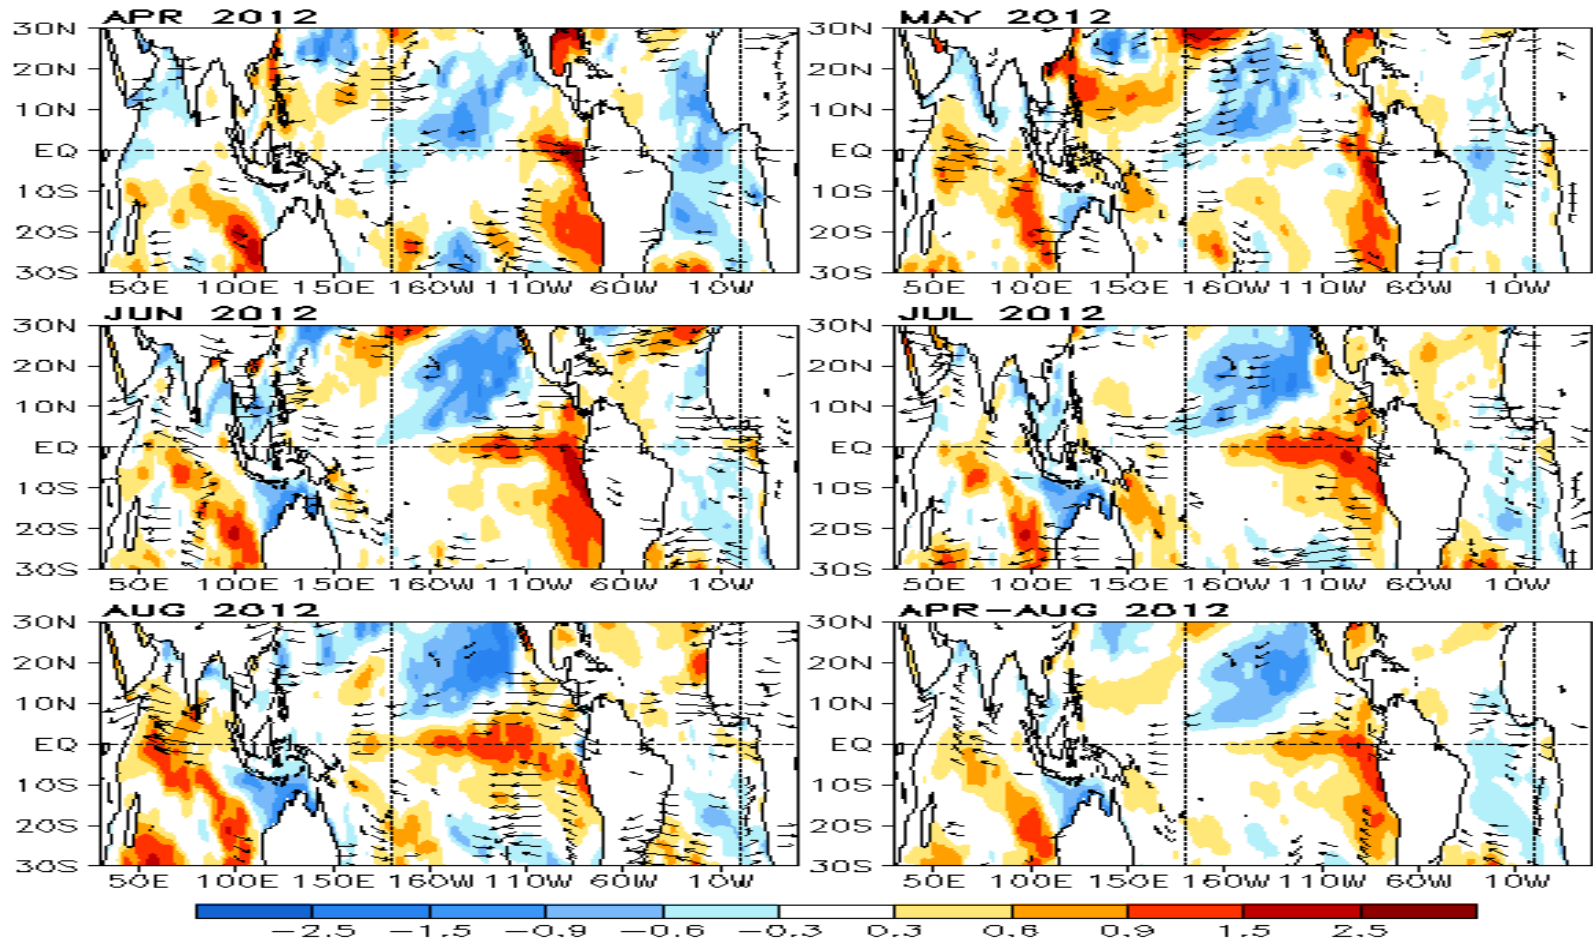 APR 2012 MAY 2012
30N 30N
20N 20N
10N 10N
EQ EQ
10S 10S
20S 20S
30S 30S
50E 100E 150E 160W 110W 60W 10W 50E 100E 150E 160W 110W 60W 10W
JUN 2012 JUL 2012
30N 30N
20N 20N
10N 10N
EQ EQ
10S 10S
20S 20S
30S 30S
50E 100E 150E 160W 110W 60W 10W 50E 100E 150E 160W 110W 60W 10W
AUG 2012 APR-AUG 2012
30N 30N
20N 20N
10N 10N
EQ EQ
10S 10S
20S 20S
30S 30S
50E 100E 150E 160W 110W 60W 10W 50E 100E 150E 160W 110W 60W 10W
-2.5 -1.5 -0.9 -0.6 -0.3 0.3 0.6 0.9 1.5 2.5